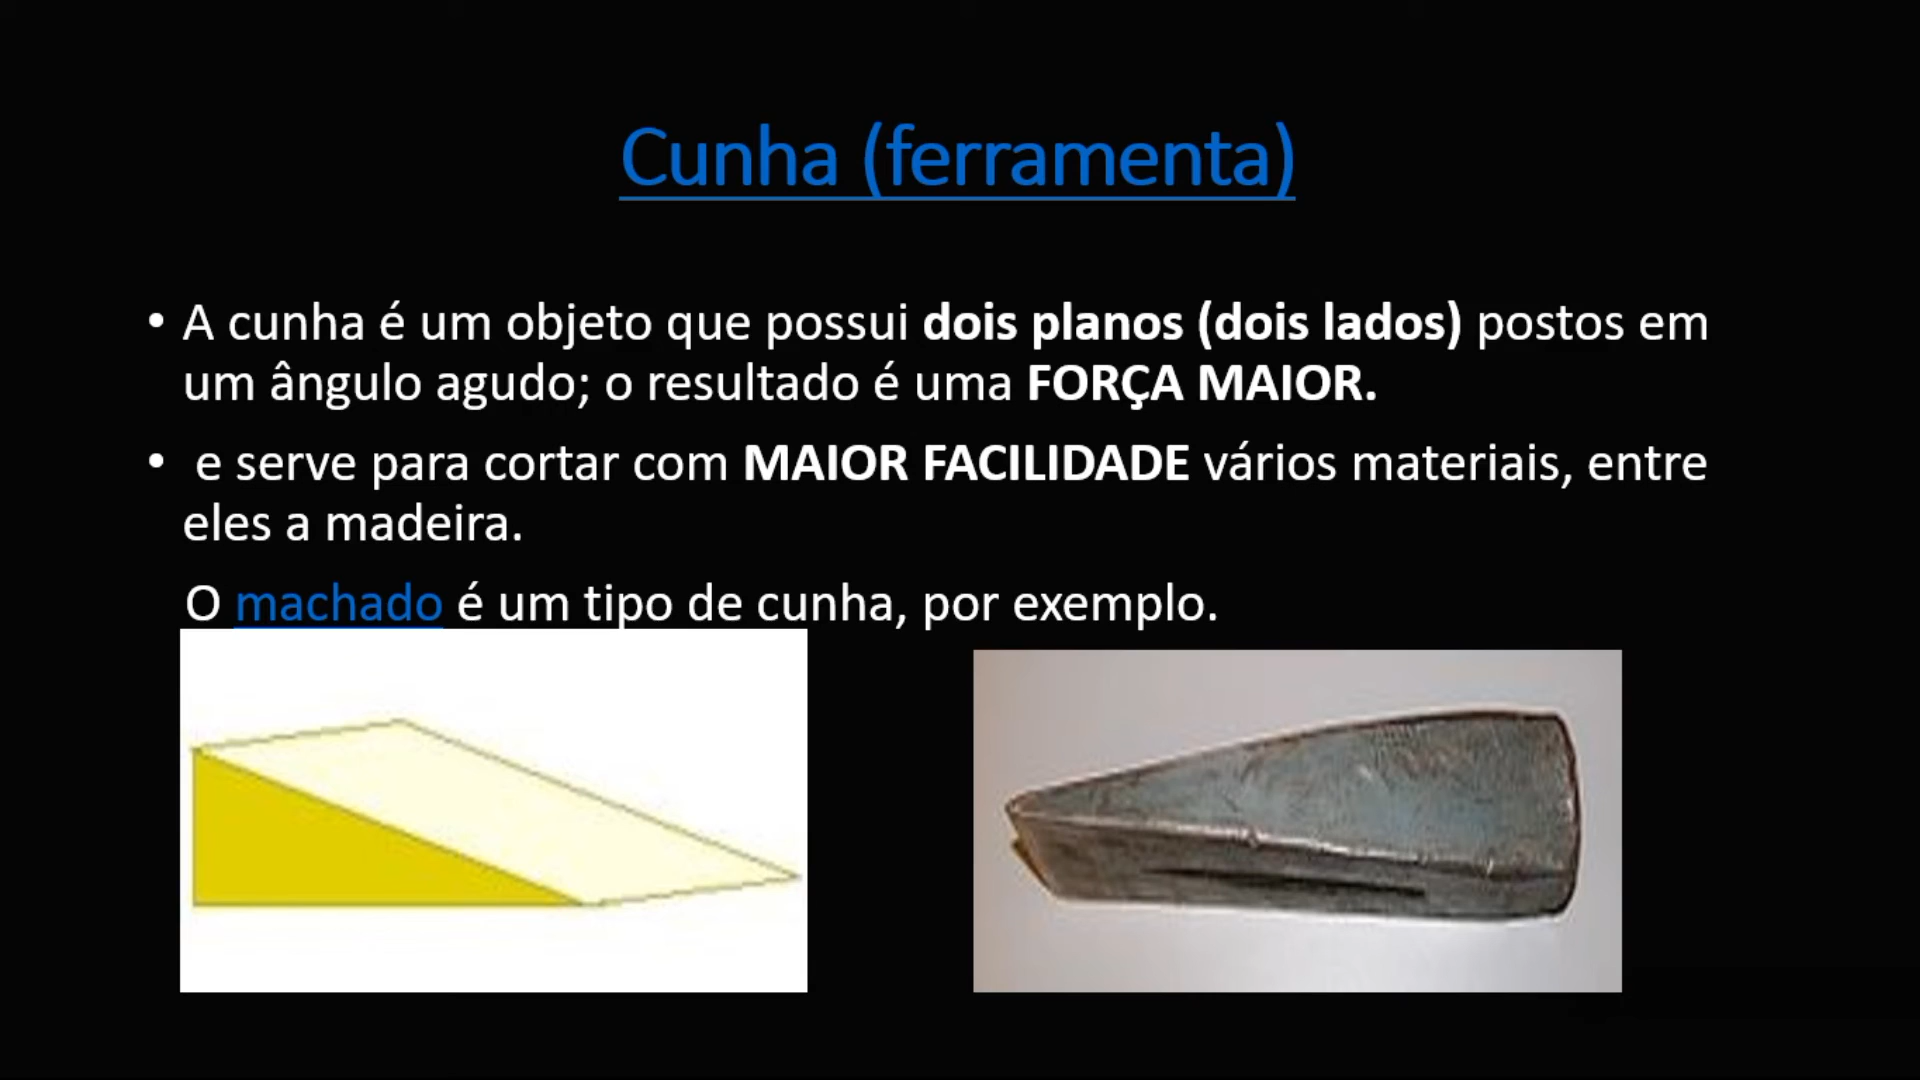 Cunha (ferramenta)
• A cunha é um objeto que possui dois planos (dois lados) postos em
um ângulo agudo; o resultado é uma FORÇA MAIOR.
• e serve para cortar com MAIOR FACILIDADE vários materiais, entre
eles a madeira.
O machado é um tipo de cunha, por exemplo.